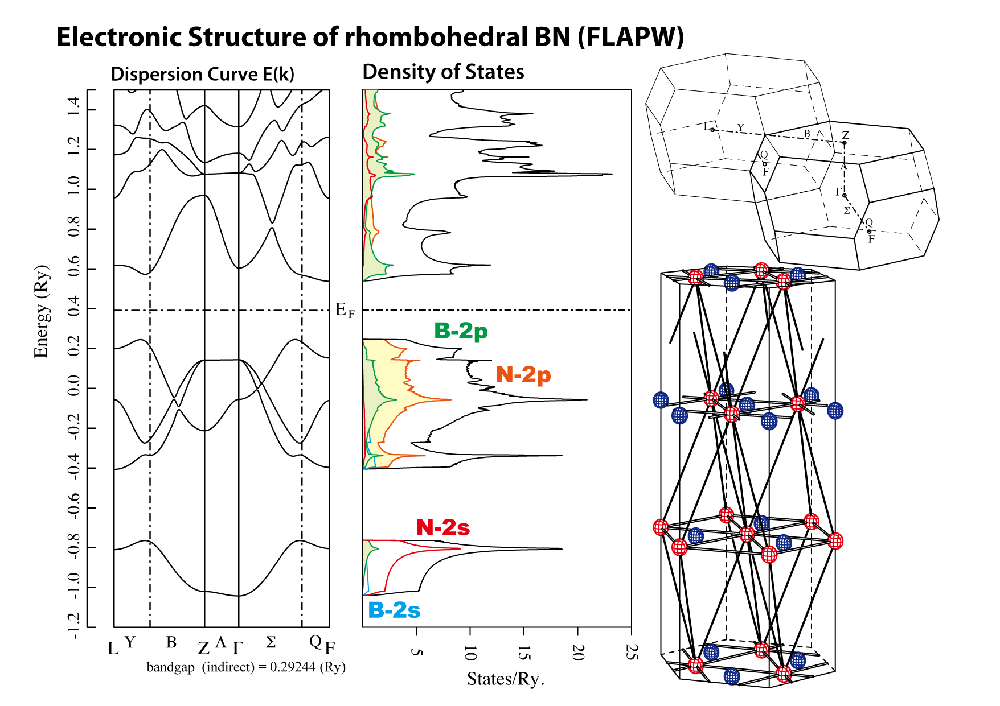 Electronic Structure of rhombohedral BN (FLAPW)
Dispersion Curve E(k)
Density of States
Energy (Ry)
1.4
1.2
1.0
0.8
0.6
0.4
0.2
0.0
-0.2
-0.4
-0.6
-0.8
-1.0
-1.2
EF
L Y B Z Λ Γ Σ Q F
bandgap (indirect) = 0.29244 (Ry)
B-2p
N-2p
N-2s
B-2s
5 10 15 20 25
States/Ry.
L Y B Z
Q
F
Λ
Γ
Σ
Q
F